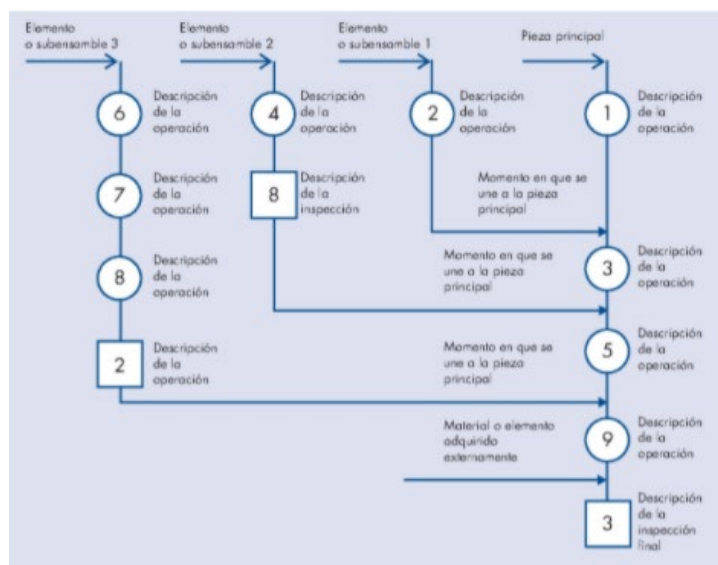 Elemento
o subensamble 3
Elemento
o subensamble 2
Elemento
o subensamble 1
Pieza principal
6
Descripción
de la
operación
4
Descripción
de la
operación
2
Descripción
de la
operación
1
Descripción
de la
operación
7
Descripción
de la
operación
8
Descripción
de la
inspección
Momento en que se
une a la pieza
principal
8
Descripción
de la
operación
Momento en que se
une a la pieza
principal
3
Descripción
de la
operación
2
Descripción
de la
operación
Momento en que se
une a la pieza
principal
5
Descripción
de la
operación
Material o elemento
adquirido
externamente
9
Descripción
de la
operación
3
Descripción
de la
inspección
final